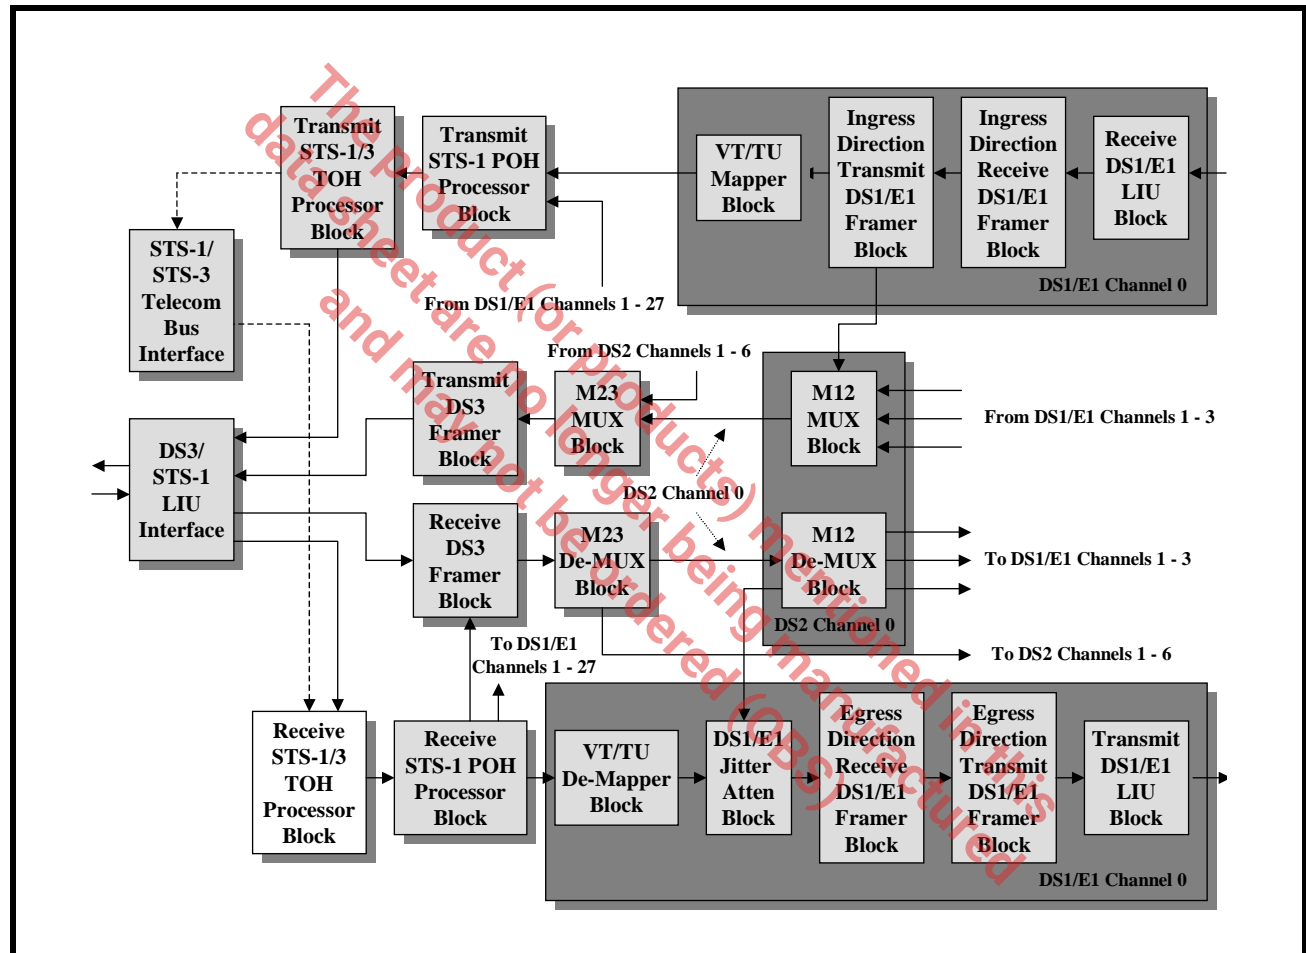 Transmit
STS-1/3
TOH
Processor
Block
Transmit
STS-1 POH
Processor
Block
VT/TU
Mapper
Block
Ingress
Direction
Transmit
DS1/E1
Framer
Block
Ingress
Direction
Receive
DS1/E1
Framer
Block
Receive
DS1/E1
LIU
Block
DS1/E1 Channel 0
STS-1/
STS-3
Telecom
Bus
Interface
From DS1/E1 Channels 1 - 27
From DS2 Channels 1 - 6
Transmit
DS3
Framer
Block
M23
MUX
Block
M12
MUX
Block
From DS1/E1 Channels 1 - 3
DS3/
STS-1
LIU
Interface
DS2 Channel 0
Receive
DS3
Framer
Block
M23
De-MUX
Block
M12
De-MUX
Block
To DS1/E1 Channels 1 - 3
DS2 Channel 0
To DS1/E1
Channels 1 - 27
To DS2 Channels 1 - 6
Receive
STS-1/3
TOH
Processor
Block
Receive
STS-1 POH
Processor
Block
VT/TU
De-Mapper
Block
DS1/E1
Jitter
Atten
Block
Egress
Direction
Receive
DS1/E1
Framer
Block
Egress
Direction
Transmit
DS1/E1
Framer
Block
Transmit
DS1/E1
LIU
Block
DS1/E1 Channel 0
The product (or products) mentioned in this
data sheet are no longer being manufactured
and may not be ordered (OBS)